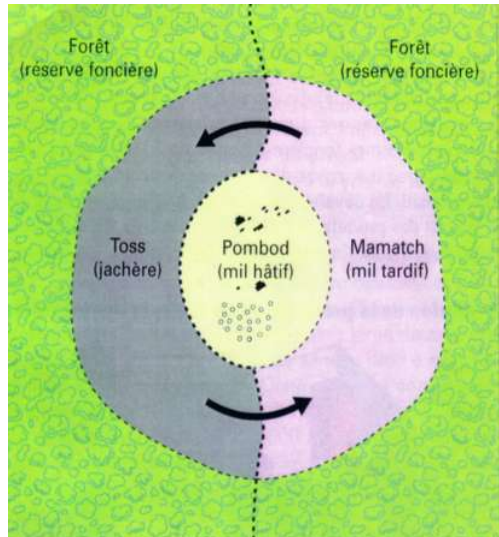 Forêt
(réserve foncière)
Forêt
(réserve foncière)
Toss
(jachère)
Pombod
(mil hâtif)
Mamatch
(mil tardif)